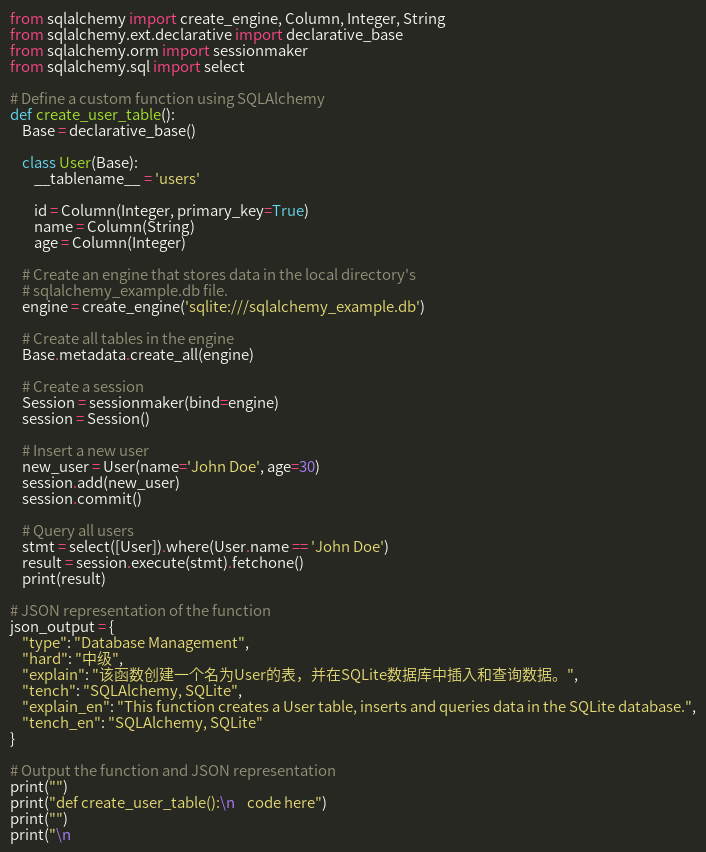 from sqlalchemy import create_engine, Column, Integer, String
from sqlalchemy.ext.declarative import declarative_base
from sqlalchemy.orm import sessionmaker
from sqlalchemy.sql import select

# Define a custom function using SQLAlchemy
def create_user_table():
    Base = declarative_base()

    class User(Base):
        __tablename__ = 'users'

        id = Column(Integer, primary_key=True)
        name = Column(String)
        age = Column(Integer)

    # Create an engine that stores data in the local directory's
    # sqlalchemy_example.db file.
    engine = create_engine('sqlite:///sqlalchemy_example.db')

    # Create all tables in the engine
    Base.metadata.create_all(engine)

    # Create a session
    Session = sessionmaker(bind=engine)
    session = Session()

    # Insert a new user
    new_user = User(name='John Doe', age=30)
    session.add(new_user)
    session.commit()

    # Query all users
    stmt = select([User]).where(User.name == 'John Doe')
    result = session.execute(stmt).fetchone()
    print(result)

# JSON representation of the function
json_output = {
    "type": "Database Management",
    "hard": "中级",
    "explain": "该函数创建一个名为User的表，并在SQLite数据库中插入和查询数据。",
    "tench": "SQLAlchemy, SQLite",
    "explain_en": "This function creates a User table, inserts and queries data in the SQLite database.",
    "tench_en": "SQLAlchemy, SQLite"
}

# Output the function and JSON representation
print("")
print("def create_user_table():\n    code here")
print("")
print("\n